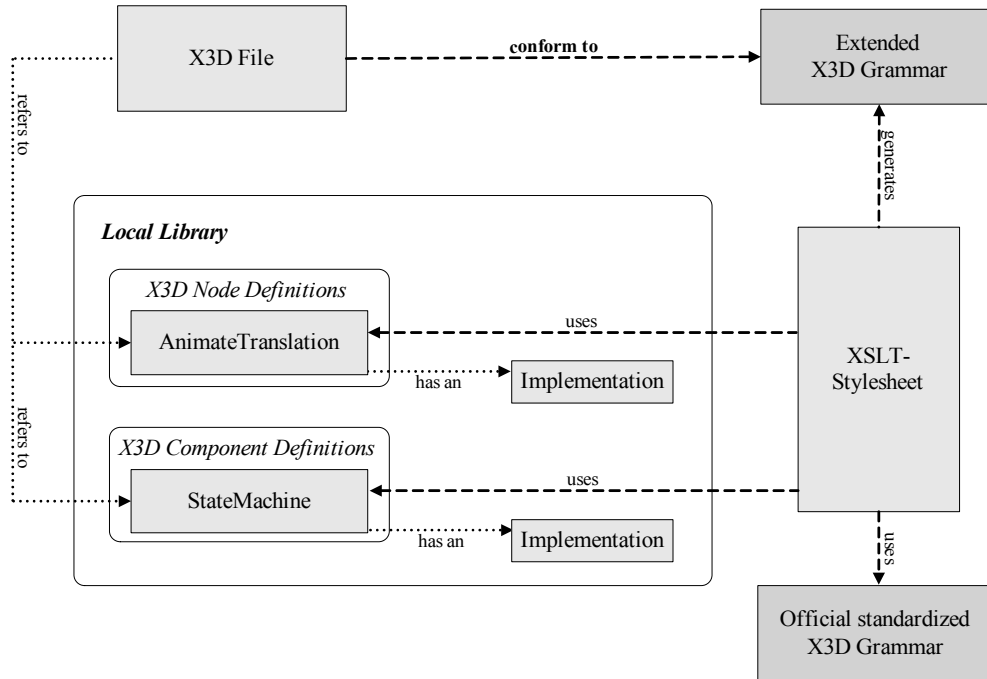 X3D File
conform to
Extended
X3D Grammar
refers to
generates
Local Library
X3D Node Definitions
AnimateTranslation
uses
has an
Implementation
XSLT-
Stylesheet
refers to
X3D Component Definitions
StateMachine
uses
has an
Implementation
uses
Official standardized
X3D Grammar